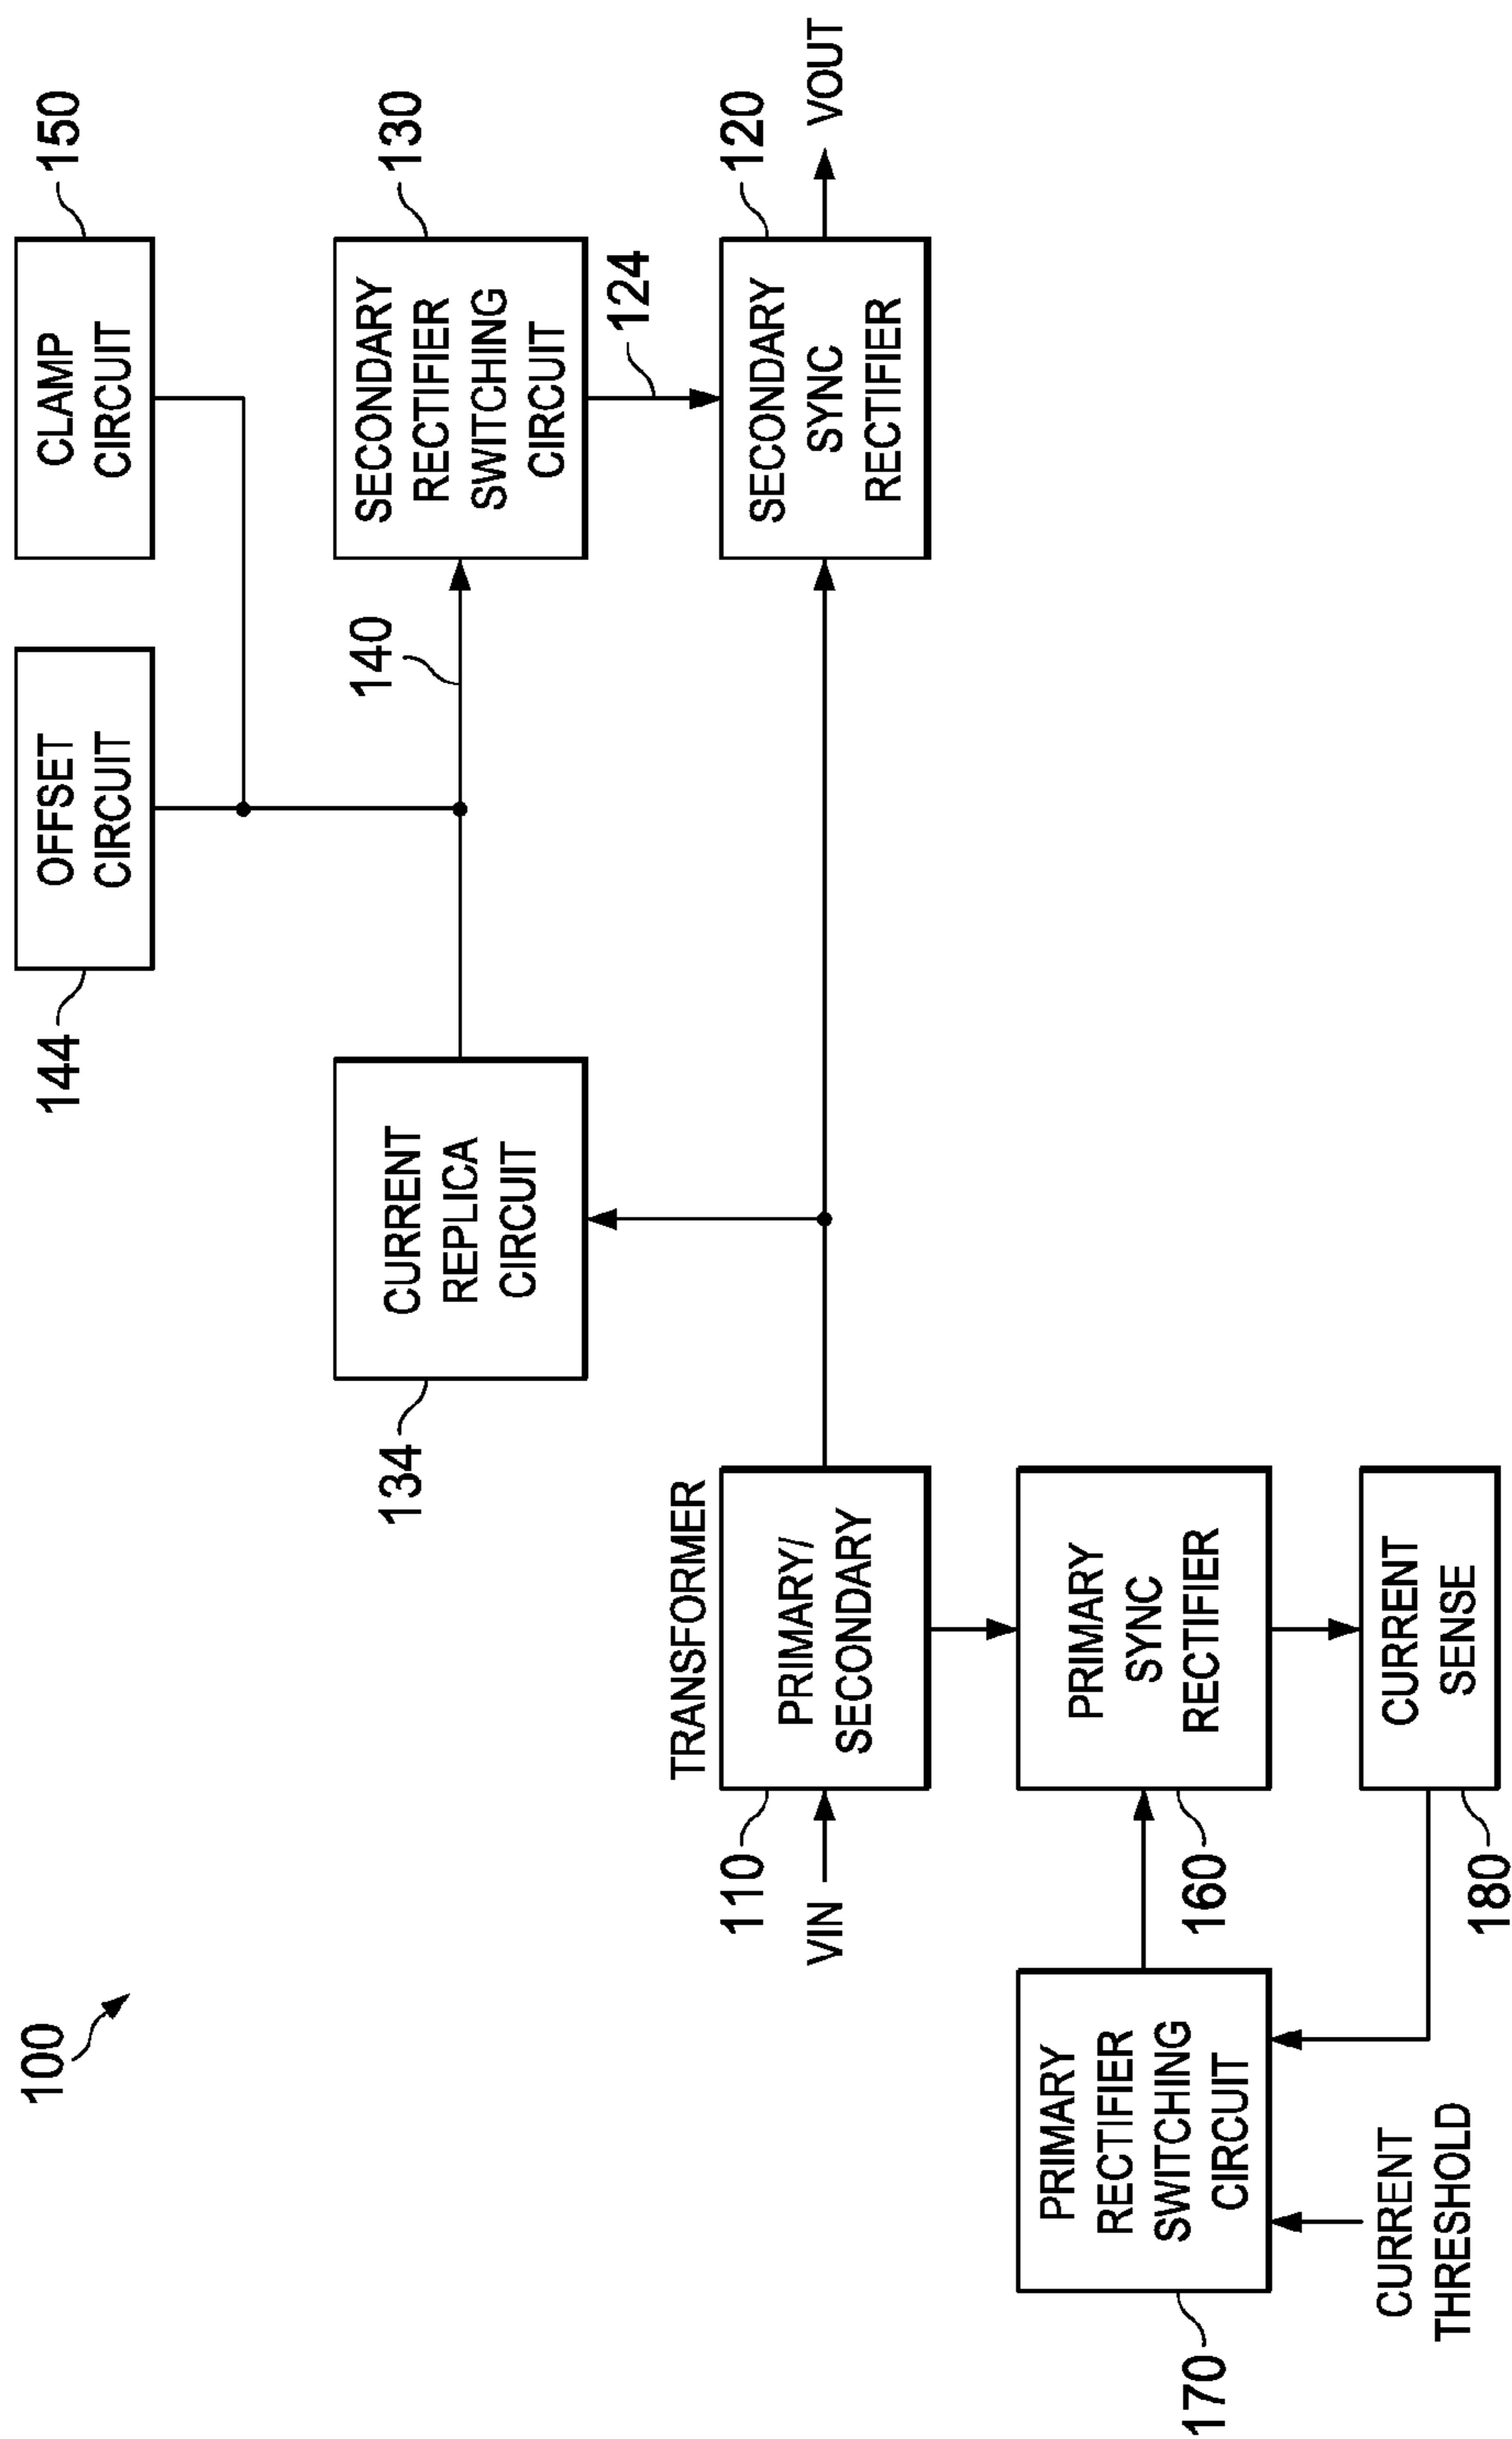 100
144
OFFSET
CIRCUIT
CLAMP
CIRCUIT
150
134
CURRENT
REPLICA
CIRCUIT
140
SECONDARY
RECTIFIER
SWITCHING
CIRCUIT
130
124
TRANSFORMER
110
VIN
PRIMARY/
SECONDARY
SECONDARY
SYNC
RECTIFIER
120
VOUT
170
PRIMARY
RECTIFIER
SWITCHING
CIRCUIT
160
PRIMARY
SYNC
RECTIFIER
CURRENT
THRESHOLD
180
CURRENT
SENSE